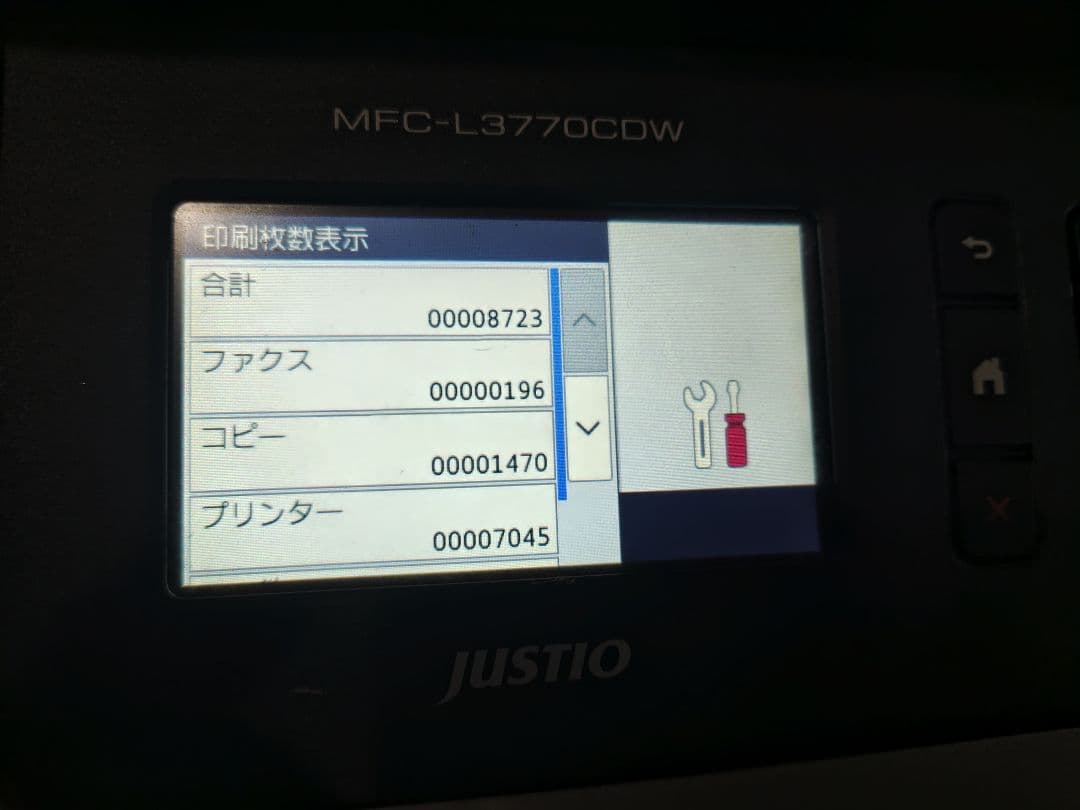 MFC-L3770CDW
印刷枚数表示
合計
00008723
ファクス
00000196
コピー
00001470
プリンター
00007045
JUSTIO